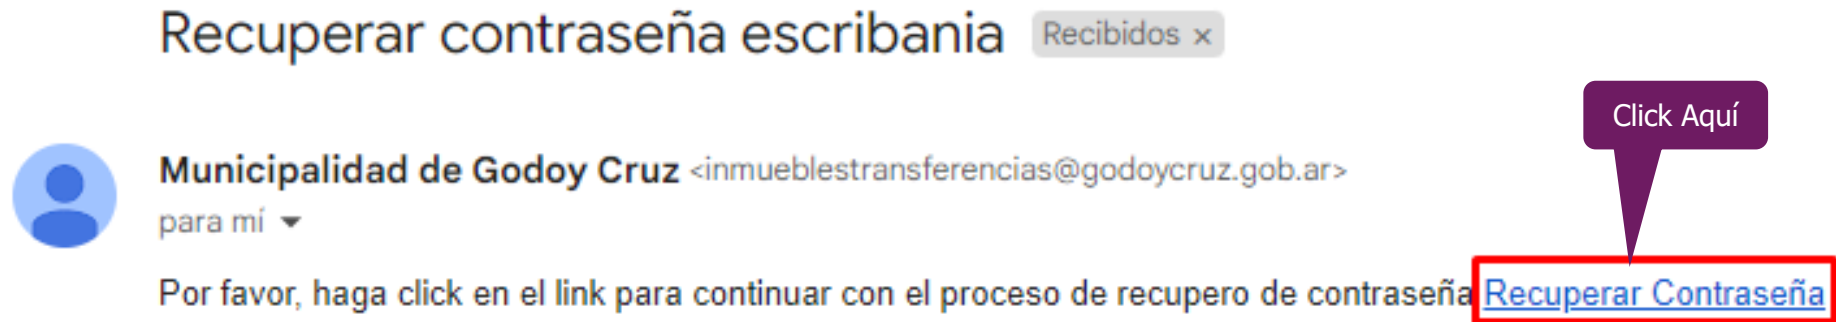 Recuperar contraseña escribania Recibidos x
Click Aquí
Municipalidad de Godoy Cruz <inmueblestransferencias@godoycruz.gob.ar>
para mí
Por favor, haga click en el link para continuar con el proceso de recupero de contraseña Recuperar Contraseña